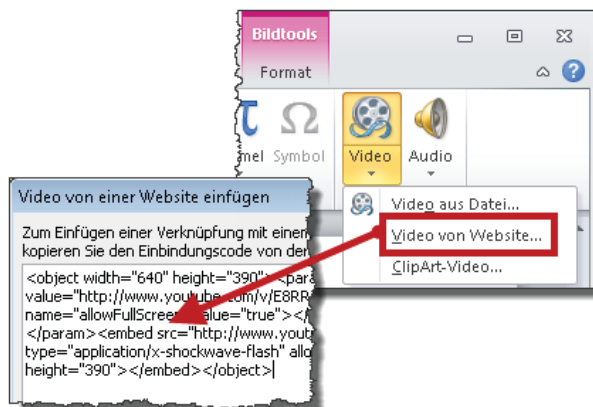 Bildtools
Format
Symbol
Video
Audio
Video aus Datei...
Video von Website...
ClipArt-Video...
Video von einer Website einfügen
Zum Einfügen einer Verknüpfung mit einem
kopieren Sie den Einbindungscode von der
<object width="640" height="390"><para
value="http://www.youtube.com/v/E8RR
name="allowFullScreen" value="true"></
</param><embed src="http://www.yout
type="application/x-shockwave-flash" allo
height="390"></embed></object>